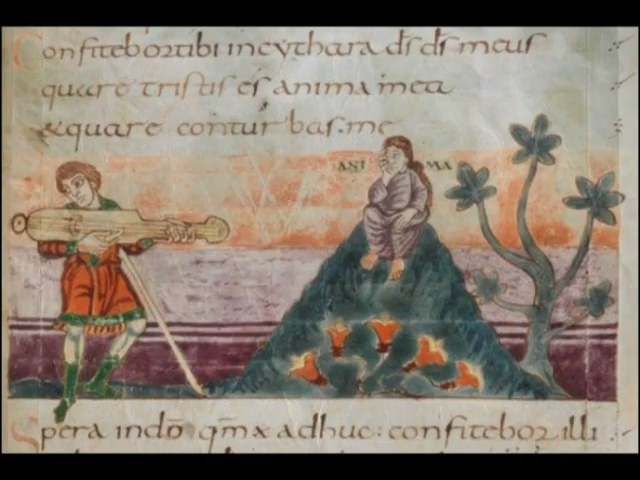 Confitebor tibi in cythara d̄s d̄s meus
quare tristis es anima mea
&quare conturbas me
ANI MA
Spera in dō qm̄ adhuc confitebor illi